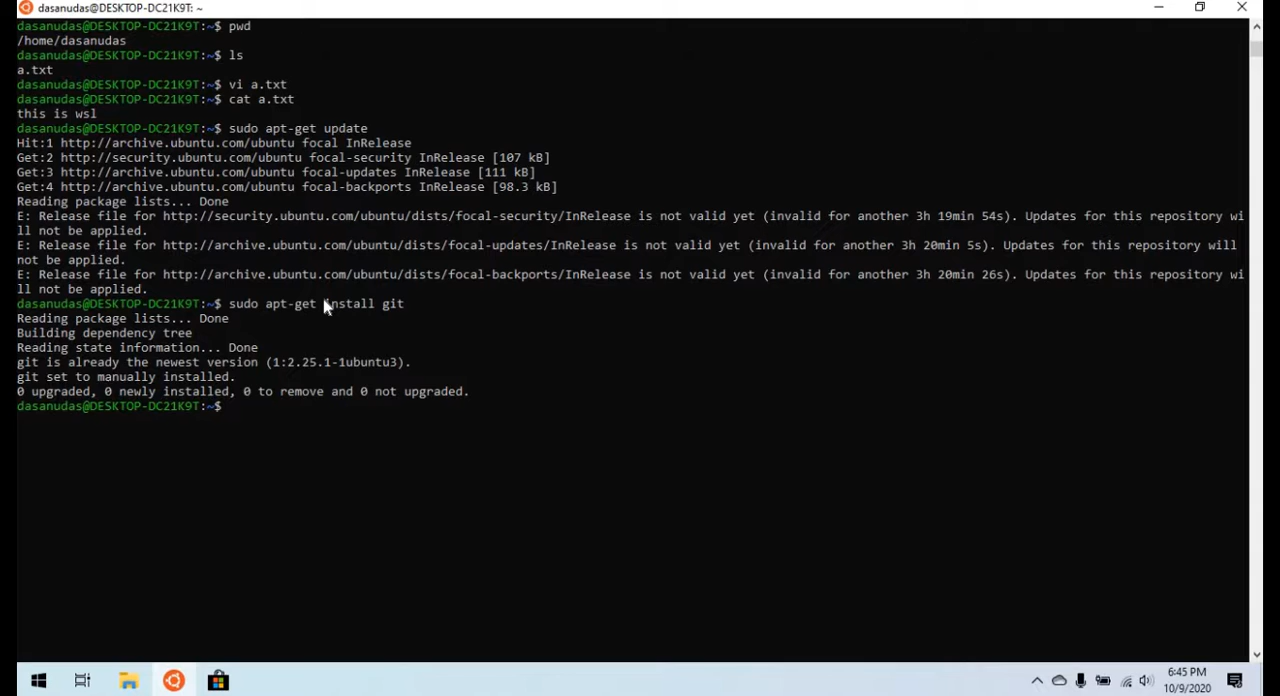 dasanudas@DESKTOP-DC21K9T: ~
dasanudas@DESKTOP-DC21K9T:~$ pwd
/home/dasanudas
dasanudas@DESKTOP-DC21K9T:~$ ls
a.txt
dasanudas@DESKTOP-DC21K9T:~$ vi a.txt
dasanudas@DESKTOP-DC21K9T:~$ cat a.txt
this is wsl
dasanudas@DESKTOP-DC21K9T:~$ sudo apt-get update
Hit:1 http://archive.ubuntu.com/ubuntu focal InRelease
Get:2 http://security.ubuntu.com/ubuntu focal-security InRelease [107 kB]
Get:3 http://archive.ubuntu.com/ubuntu focal-updates InRelease [111 kB]
Get:4 http://archive.ubuntu.com/ubuntu focal-backports InRelease [98.3 kB]
Reading package lists... Done
E: Release file for http://security.ubuntu.com/ubuntu/dists/focal-security/InRelease is not valid yet (invalid for another 3h 19min 54s). Updates for this repository wi
ll not be applied.
E: Release file for http://archive.ubuntu.com/ubuntu/dists/focal-updates/InRelease is not valid yet (invalid for another 3h 20min 5s). Updates for this repository will
not be applied.
E: Release file for http://archive.ubuntu.com/ubuntu/dists/focal-backports/InRelease is not valid yet (invalid for another 3h 20min 26s). Updates for this repository wi
ll not be applied.
dasanudas@DESKTOP-DC21K9T:~$ sudo apt-get install git
Reading package lists... Done
Building dependency tree
Reading state information... Done
git is already the newest version (1:2.25.1-1ubuntu3).
git set to manually installed.
0 upgraded, 0 newly installed, 0 to remove and 0 not upgraded.
dasanudas@DESKTOP-DC21K9T:~$
6:45 PM
10/9/2020